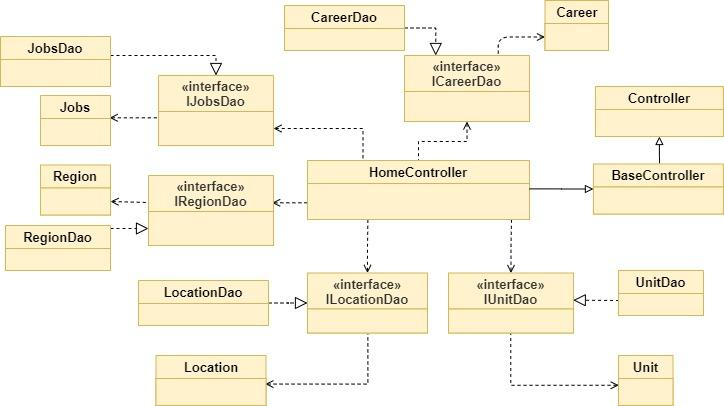 CareerDao
Career
JobsDao
«interface»
IJobsDao
«interface»
ICareerDao
Jobs
Controller
Region
«interface»
IRegionDao
HomeController
BaseController
RegionDao
LocationDao
«interface»
ILocationDao
«interface»
IUnitDao
UnitDao
Location
Unit